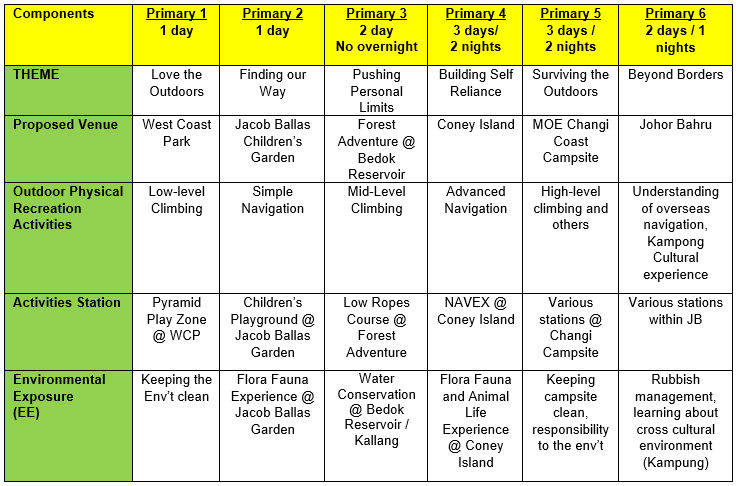 Components
Primary 1
1 day
Primary 2
1 day
Primary 3
2 day
No overnight
Primary 4
3 days/
2 nights
Primary 5
3 days /
2 nights
Primary 6
2 days / 1
nights
THEME
Love the
Outdoors
Finding our
Way
Pushing
Personal
Limits
Building Self
Reliance
Surviving the
Outdoors
Beyond Borders
Proposed Venue
West Coast
Park
Jacob Ballas
Children's
Garden
Forest
Adventure @
Bedok
Reservoir
Coney Island
MOE Changi
Coast
Campsite
Johor Bahru
Outdoor Physical
Recreation
Activities
Low-level
Climbing
Simple
Navigation
Mid-Level
Climbing
Advanced
Navigation
High-level
climbing and
others
Understanding
of overseas
navigation,
Kampong
Cultural
experience
Activities Station
Pyramid
Play Zone
@ WCP
Children's
Playground @
Jacob Ballas
Garden
Low Ropes
Course @
Forest
Adventure
NAVEX @
Coney Island
Various
stations @
Changi
Campsite
Various stations
within JB
Environmental
Exposure
(EE)
Keeping the
Env't clean
Flora Fauna
Experience @
Jacob Ballas
Garden
Water
Conservation
@ Bedok
Reservoir /
Kallang
Flora Fauna
and Animal
Life
Experience
@ Coney
Island
Keeping
campsite
clean,
responsibility
to the env't
Rubbish
management,
learning about
cross cultural
environment
(Kampung)